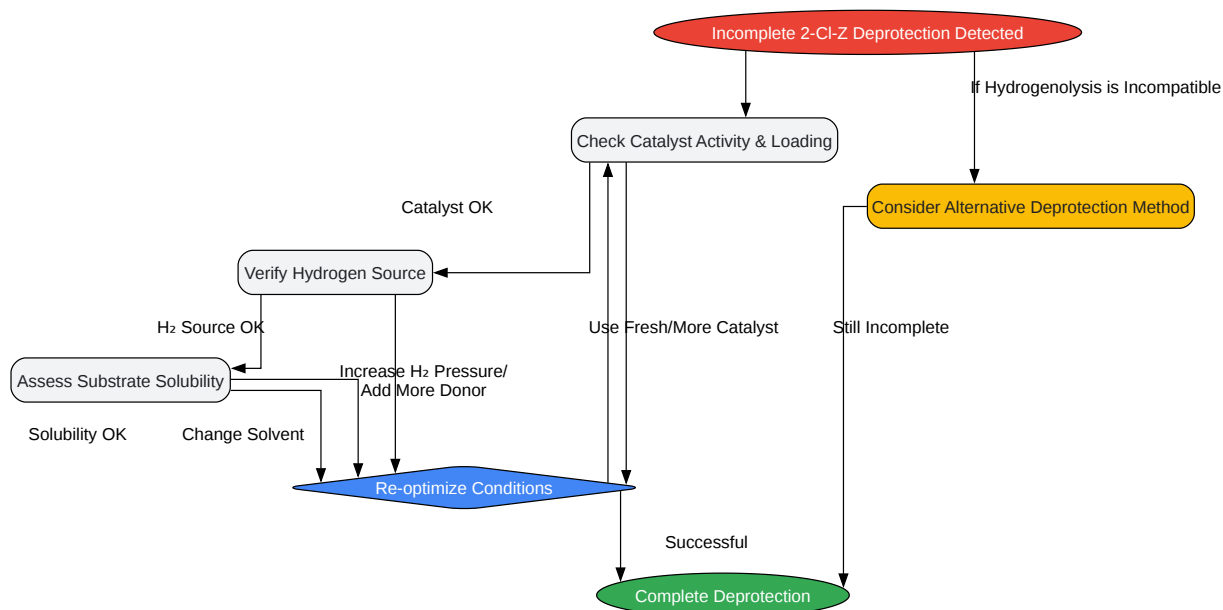 Incomplete 2-Cl-Z Deprotection Detected
If Hydrogenolysis is Incompatible
Check Catalyst Activity & Loading
Catalyst OK
Consider Alternative Deprotection Method
Verify Hydrogen Source
H₂ Source OK
Use Fresh/More Catalyst
Still Incomplete
Assess Substrate Solubility
Increase H₂ Pressure/
Add More Donor
Solubility OK
Change Solvent
Re-optimize Conditions
Successful
Complete Deprotection